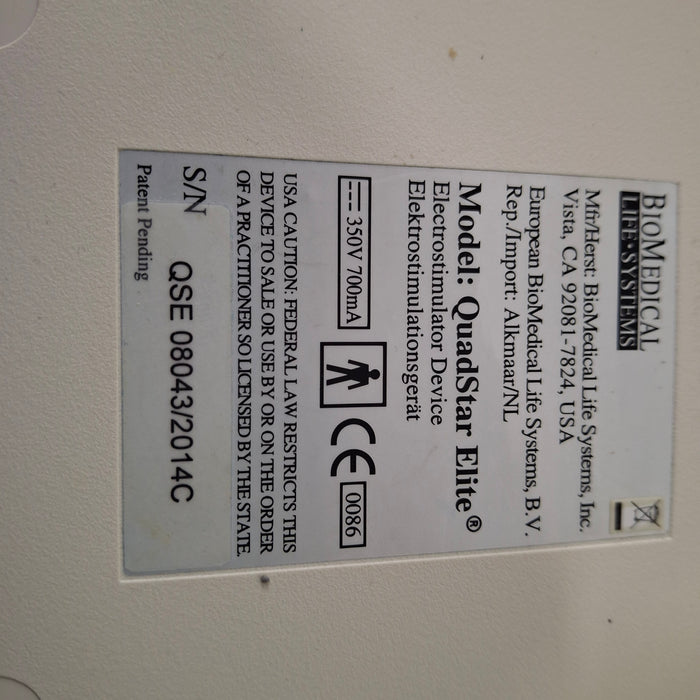 BIOMEDICAL
LIFE•SYSTEMS
Mfr/Herst: BioMedical Life Systems, Inc.
Vista, CA 92081-7824, USA
European BioMedical Life Systems, B.V.
Rep./Import: Alkmaar/NL
Model: QuadStar Elite®
Electrostimulator Device
Elektrostimulationsgerät
350V 700mA
CE 0086
USA CAUTION: FEDERAL LAW RESTRICTS THIS
DEVICE TO SALE OR USE BY OR ON THE ORDER
OF A PRACTITIONER SO LICENSED BY THE STATE.
S/N QSE 08043/2014C
Patent Pending